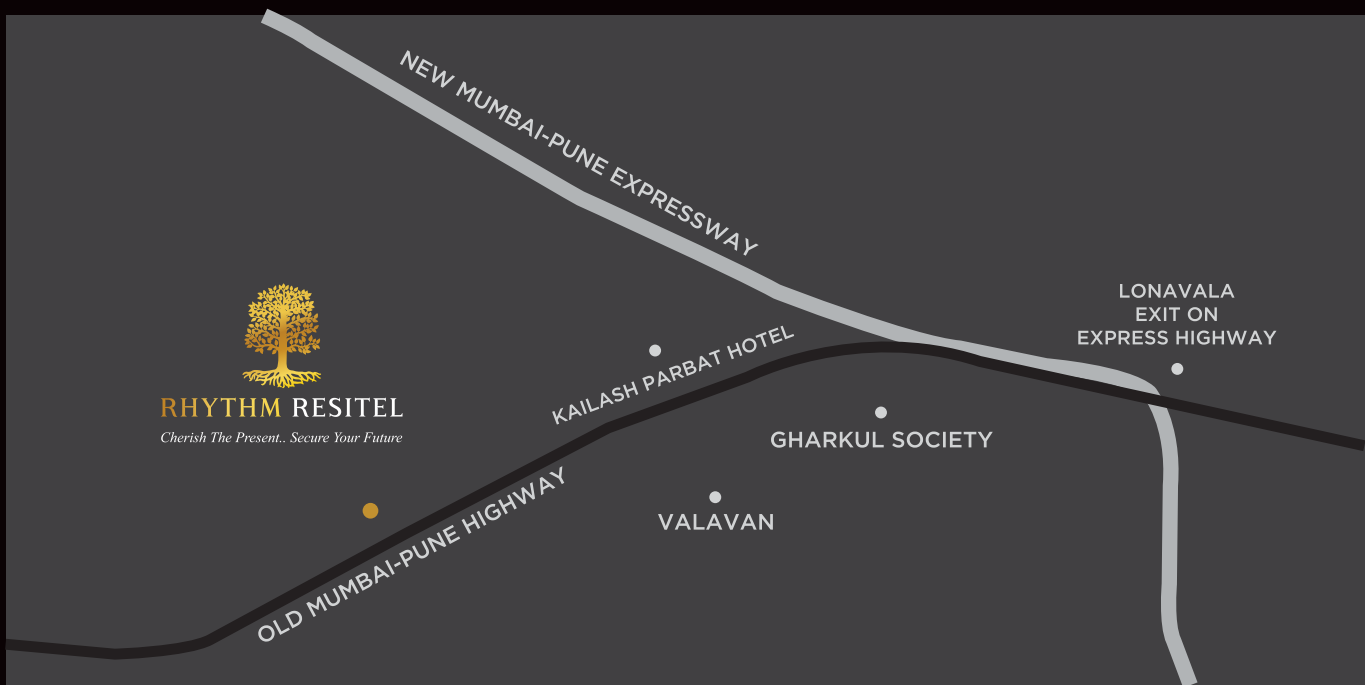 NEW MUMBAI-PUNE EXPRESSWAY
LONAVALA
EXIT ON
EXPRESS HIGHWAY
KAILASH PARBAT HOTEL
RHYTHM RESITEL
Cherish The Present.. Secure Your Future
GHARKUL SOCIETY
VALAVAN
OLD MUMBAI-PUNE HIGHWAY